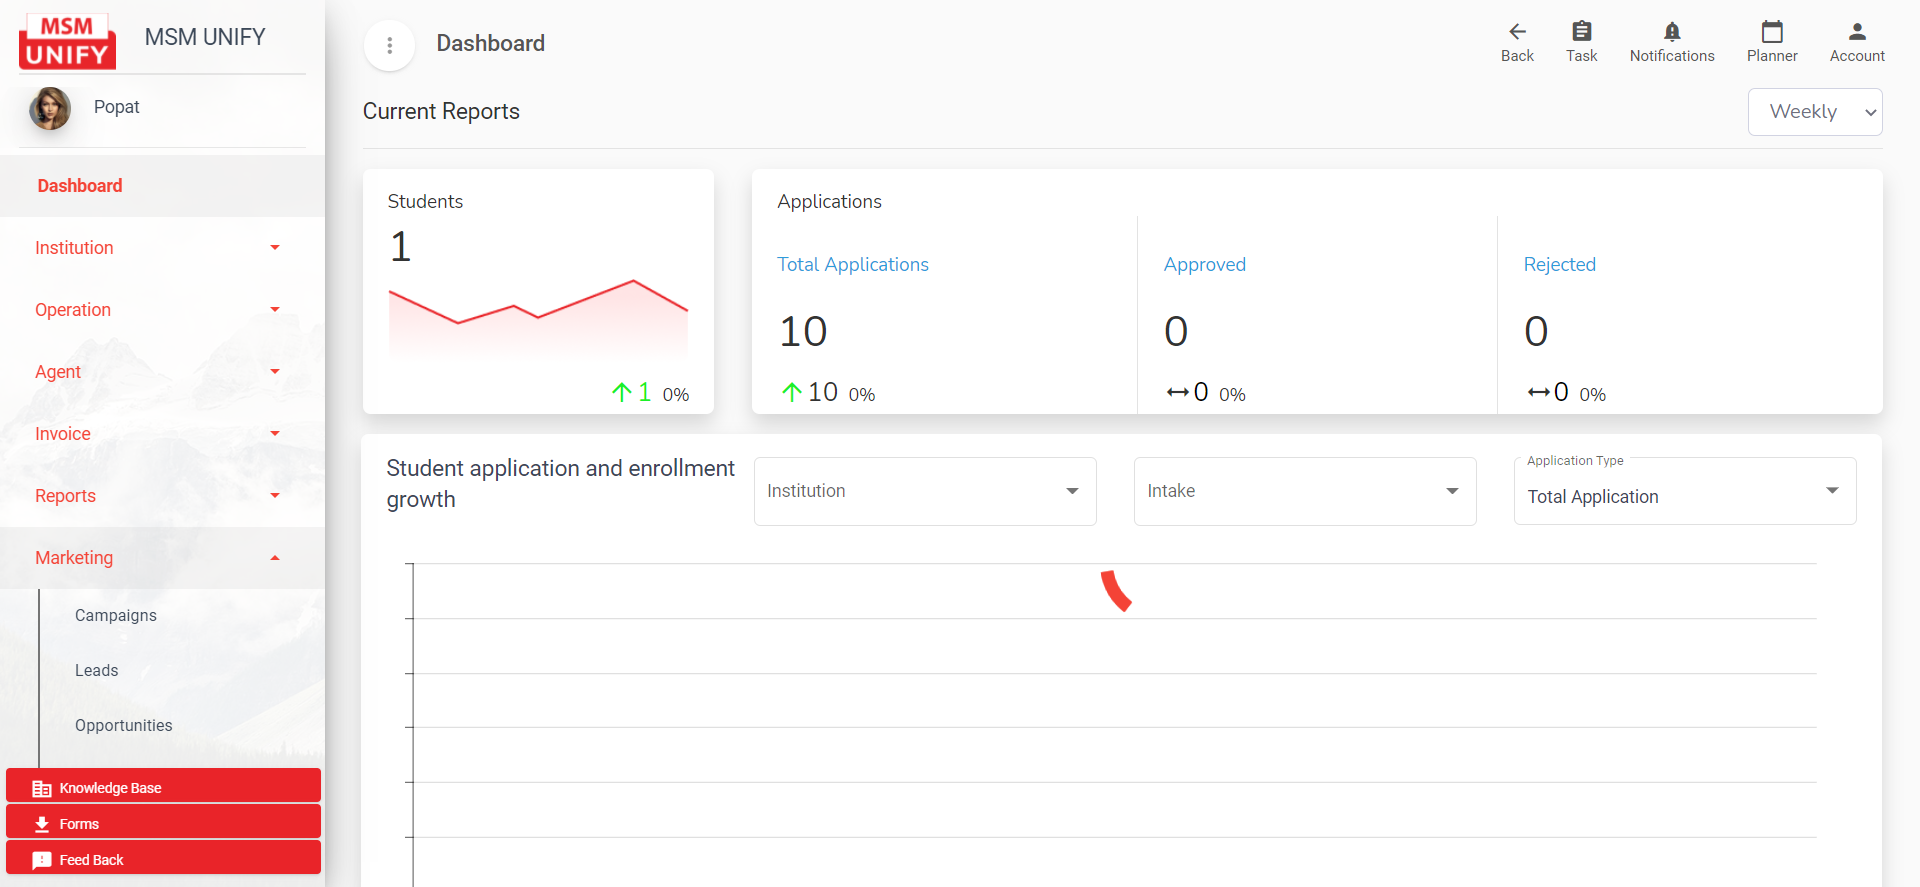 MSM
UNIFY
MSM UNIFY
Popat
Dashboard
Institution
Operation
Agent
Invoice
Reports
Marketing
Campaigns
Leads
Opportunities
Knowledge Base
Forms
Feed Back
Dashboard
Back
Task
Notifications
Planner
Account
Current Reports
Weekly
Students
1
1 0%
Applications
Total Applications
10
10 0%
Approved
0
0 0%
Rejected
0
0 0%
Student application and enrollment
growth
Institution
Intake
Application Type
Total Application